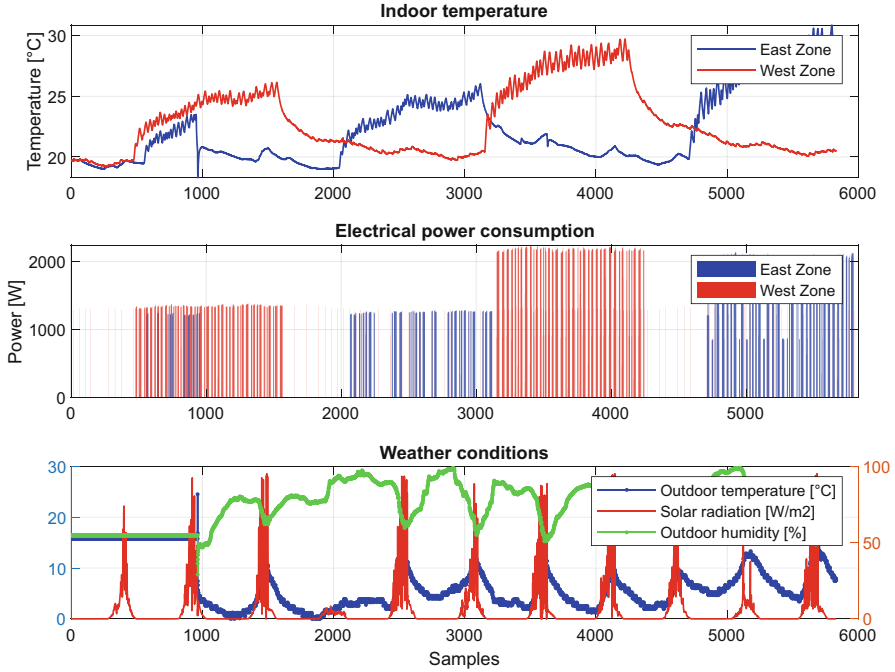 Indoor temperature
30
25
20
Temperature [°C]
East Zone
West Zone
0 1000 2000 3000 4000 5000 6000
Electrical power consumption
2000
1000
0
Power [W]
East Zone
West Zone
0 1000 2000 3000 4000 5000
Weather conditions
30
20
10
0
100
50
0
Outdoor temperature [°C]
Solar radiation [W/m2]
Outdoor humidity [%]
0 1000 2000 3000 4000 5000 6000
Samples